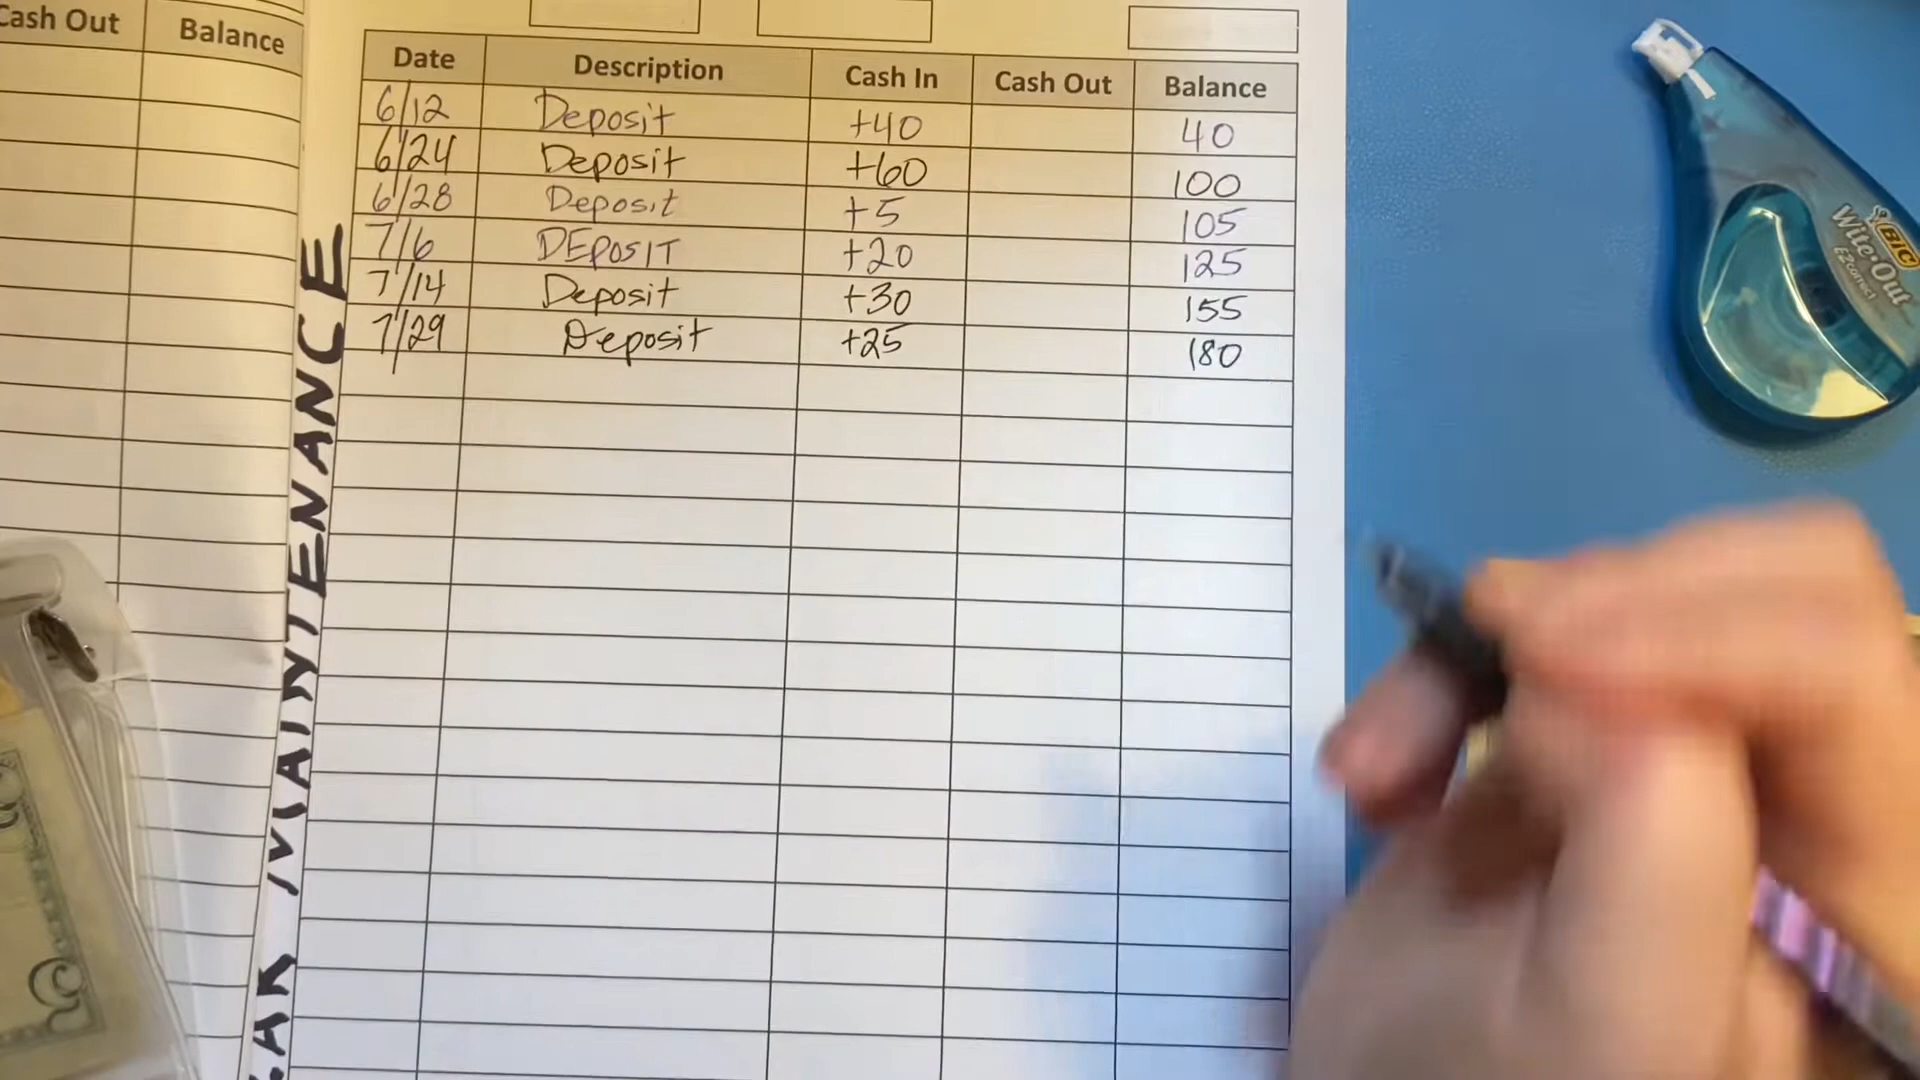 Cash Out Balance
Date Description Cash In Cash Out Balance
6/12 Deposit +40 40
6/24 Deposit +60 100
6/28 Deposit +5 105
7/6 DEPOSIT +20 125
7/14 Deposit +30 155
7/29 Deposit +25 180
MAINTENANCE
BIC
Wite-Out
EZcorrect
5